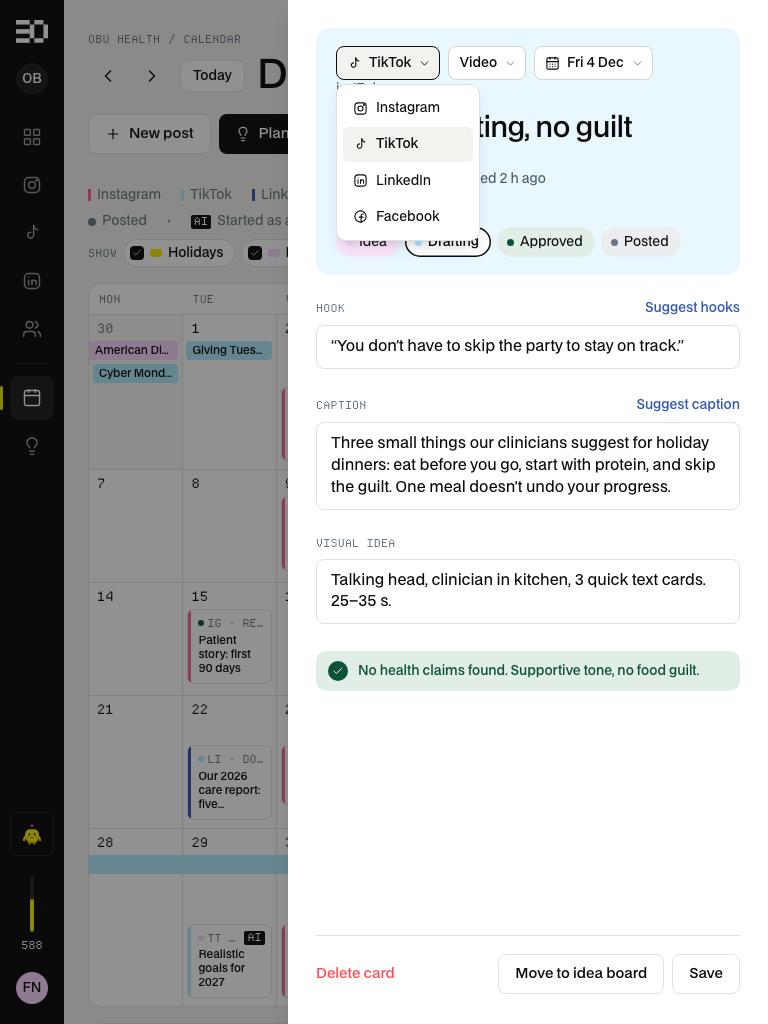 OBU HEALTH / CALENDAR
OB
Today
D
New post
Plan
Instagram
TikTok
Link
Posted
·
AI
Started as a
SHOW
Holidays
MON
TUE
30
1
American Di…
Giving Tues…
Cyber Mond…
7
8
14
15
IG · RE…
Patient
story: first
90 days
21
22
LI · DO…
Our 2026
care report:
five…
28
29
TT …
AI
Realistic
goals for
2027
588
FN
TikTok
Video
Fri 4 Dec
Instagram
TikTok
LinkedIn
Facebook
ting, no guilt
ed 2 h ago
Idea
Drafting
Approved
Posted
HOOK
Suggest hooks
“You don’t have to skip the party to stay on track.”
CAPTION
Suggest caption
Three small things our clinicians suggest for holiday
dinners: eat before you go, start with protein, and skip
the guilt. One meal doesn’t undo your progress.
VISUAL IDEA
Talking head, clinician in kitchen, 3 quick text cards.
25–35 s.
No health claims found. Supportive tone, no food guilt.
Delete card
Move to idea board
Save